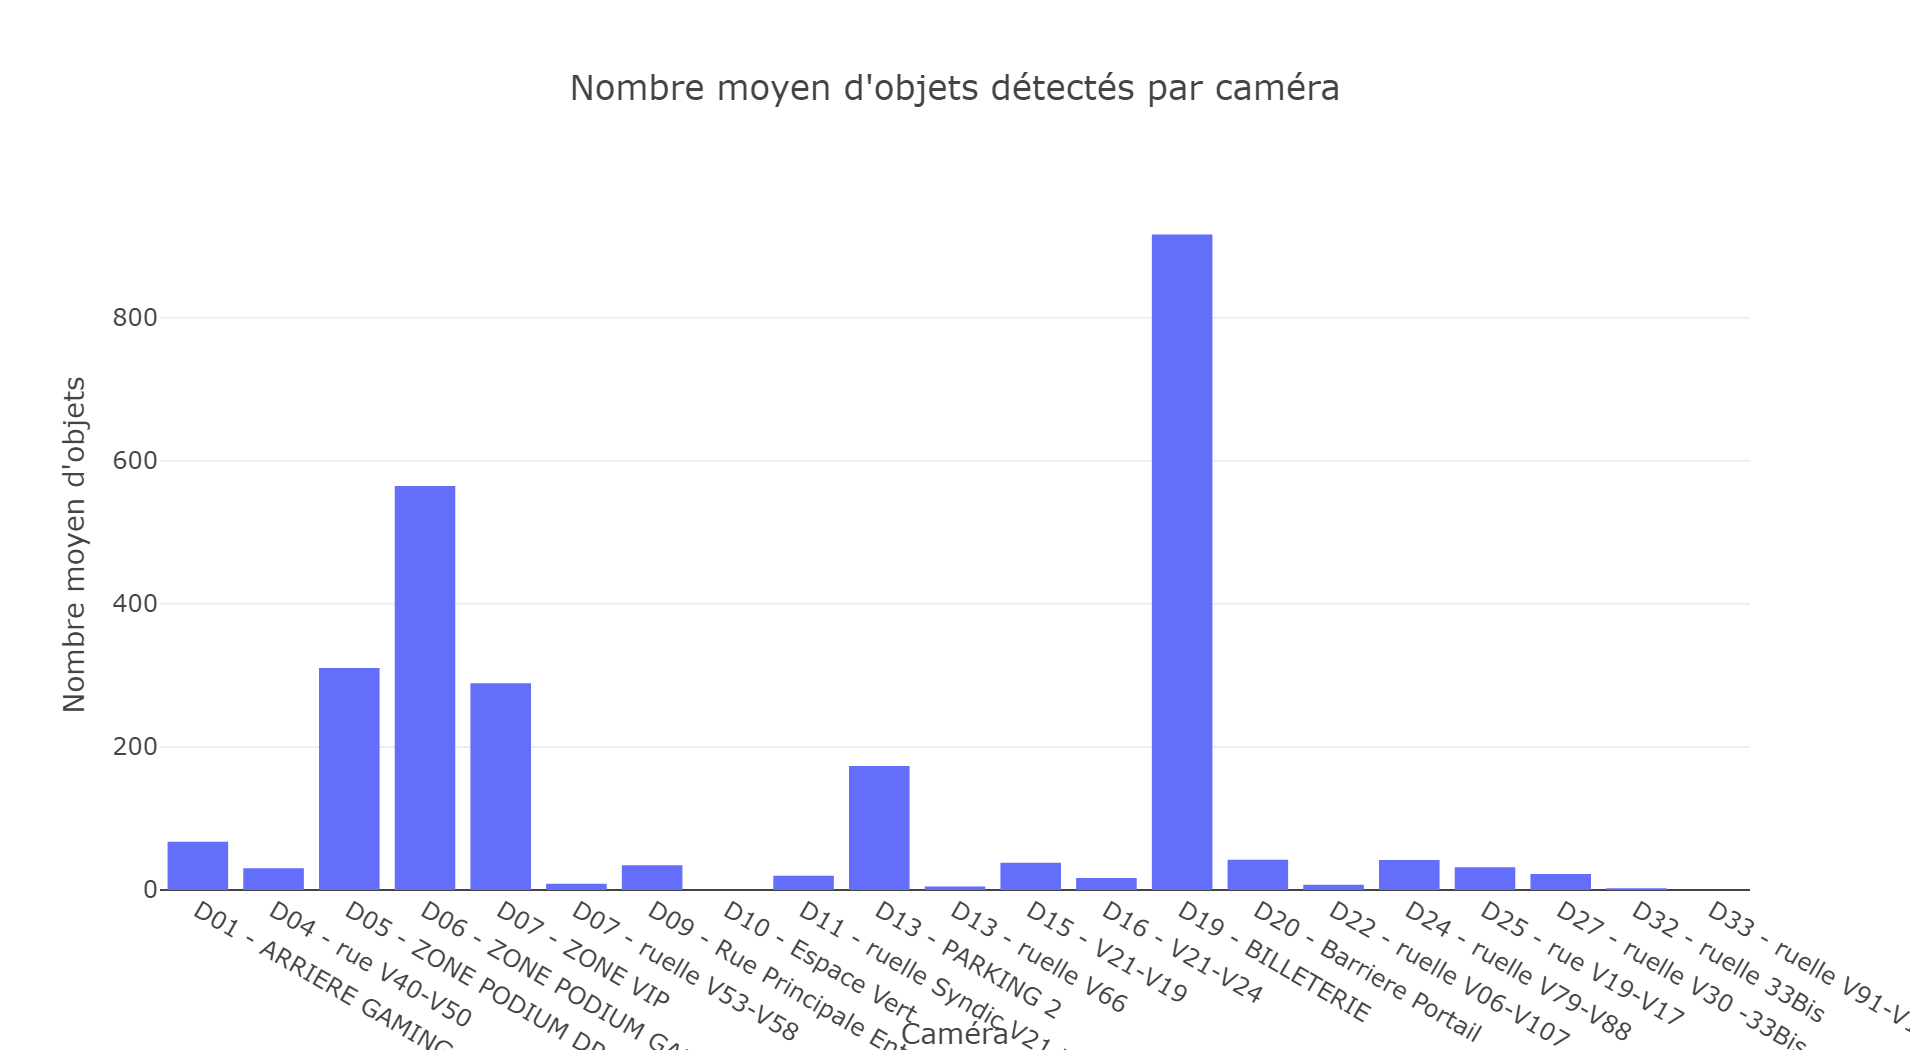 Nombre moyen d'objets détectés par caméra
Nombre moyen d'objets
800
600
400
200
0
D01 - ARRIERE GAMING
D04 - rue V40-V50
D05 - ZONE PODIUM
D06 - ZONE PODIUM
D07 - ZONE VIP
D07 - ruelle V53-V58
D09 - Rue Principale
D10 - Espace Vert
D11 - ruelle Syndic V21
D13 - PARKING 2
D13 - ruelle V66
D15 - V21-V19
D16 - V21-V24
D19 - BILLETERIE
D20 - Barriere Portail
D22 - ruelle V06-V107
D24 - ruelle V79-V88
D25 - rue V19-V17
D27 - ruelle V30 -33Bis
D32 - ruelle 33Bis
D33 - ruelle
Caméra